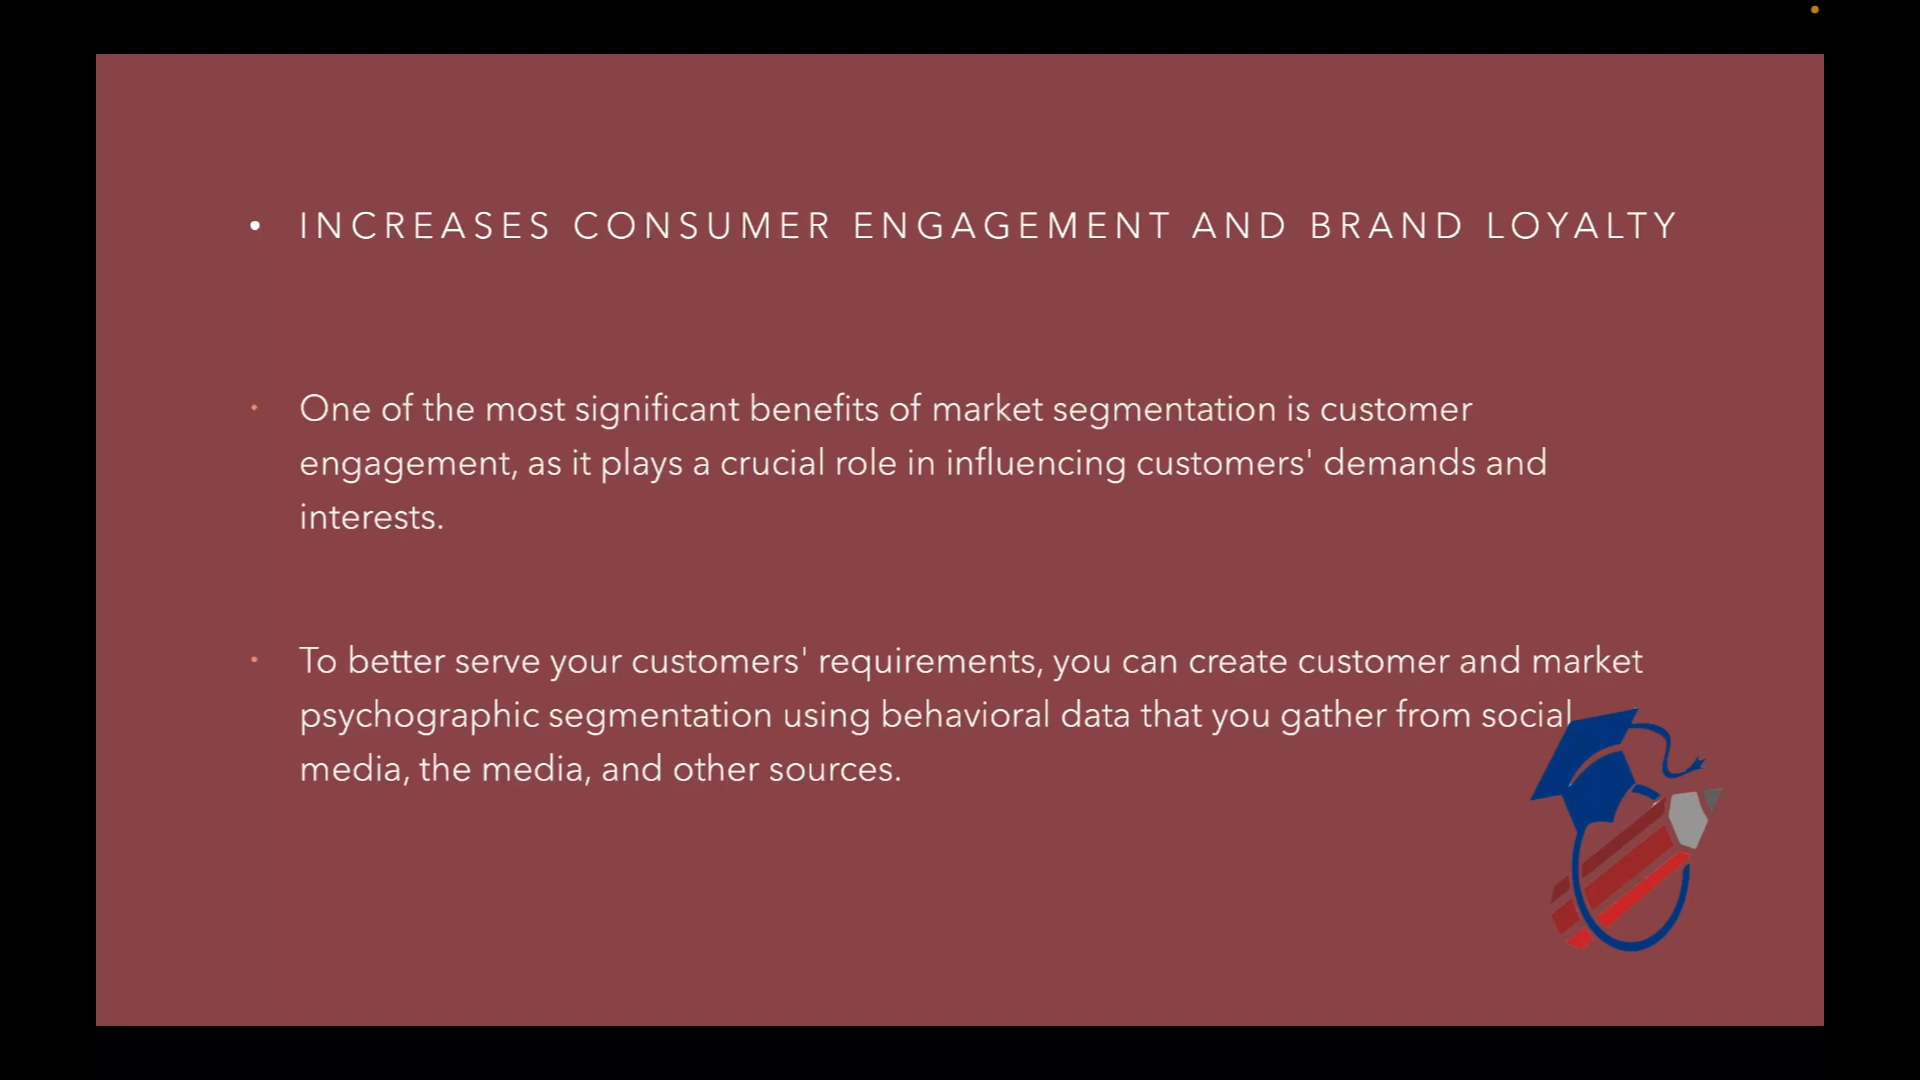 • INCREASES CONSUMER ENGAGEMENT AND BRAND LOYALTY
• One of the most significant benefits of market segmentation is customer
engagement, as it plays a crucial role in influencing customers' demands and
interests.
• To better serve your customers' requirements, you can create customer and market
psychographic segmentation using behavioral data that you gather from social
media, the media, and other sources.